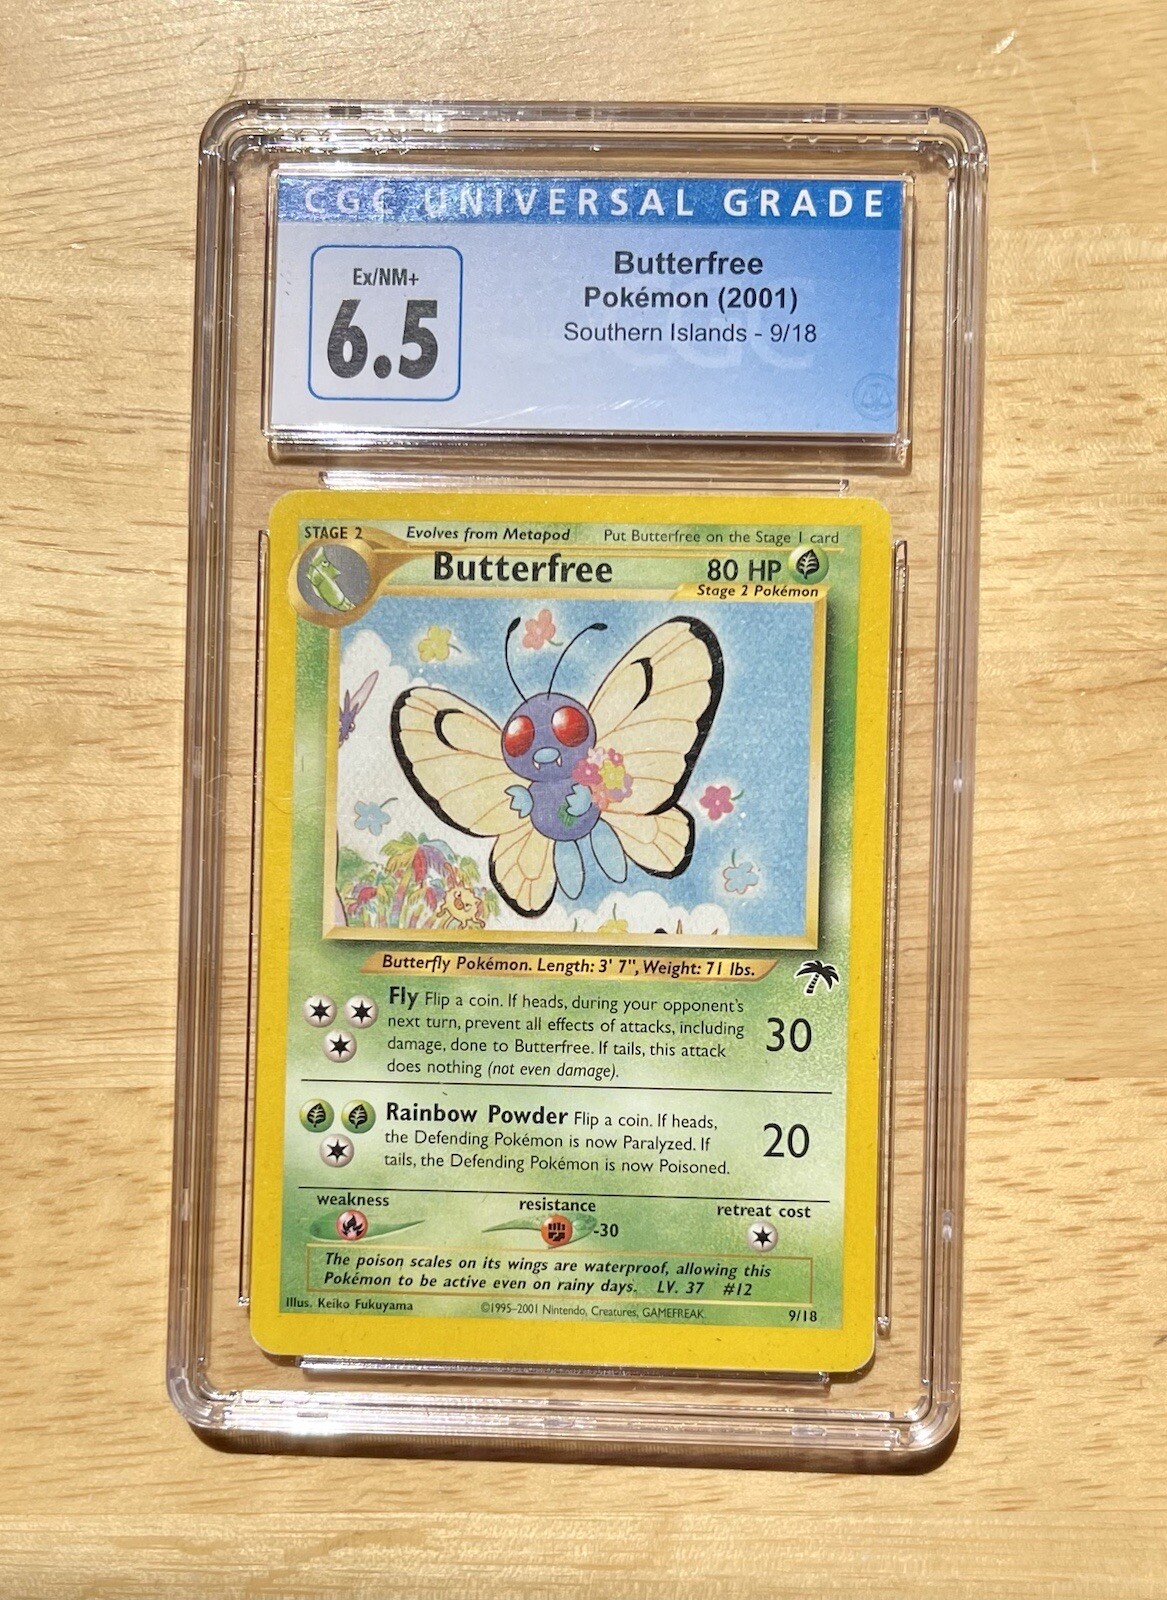 CGC UNIVERSAL GRADE
Ex/NM+
6.5
Butterfree
Pokémon (2001)
Southern Islands - 9/18
STAGE 2
Evolves from Metapod
Put Butterfree on the Stage 1 card
Butterfree
80 HP
Stage 2 Pokémon
Butterfly Pokémon. Length: 3' 7", Weight: 71 lbs.
Fly Flip a coin. If heads, during your opponent's
next turn, prevent all effects of attacks, including
damage, done to Butterfree. If tails, this attack
does nothing (not even damage).
30
Rainbow Powder Flip a coin. If heads,
the Defending Pokémon is now Paralyzed. If
tails, the Defending Pokémon is now Poisoned.
20
weakness
resistance
-30
retreat cost
The poison scales on its wings are waterproof, allowing this
Pokémon to be active even on rainy days. LV. 37 #12
Illus. Keiko Fukuyama
©1995-2001 Nintendo, Creatures, GAMEFREAK.
9/18